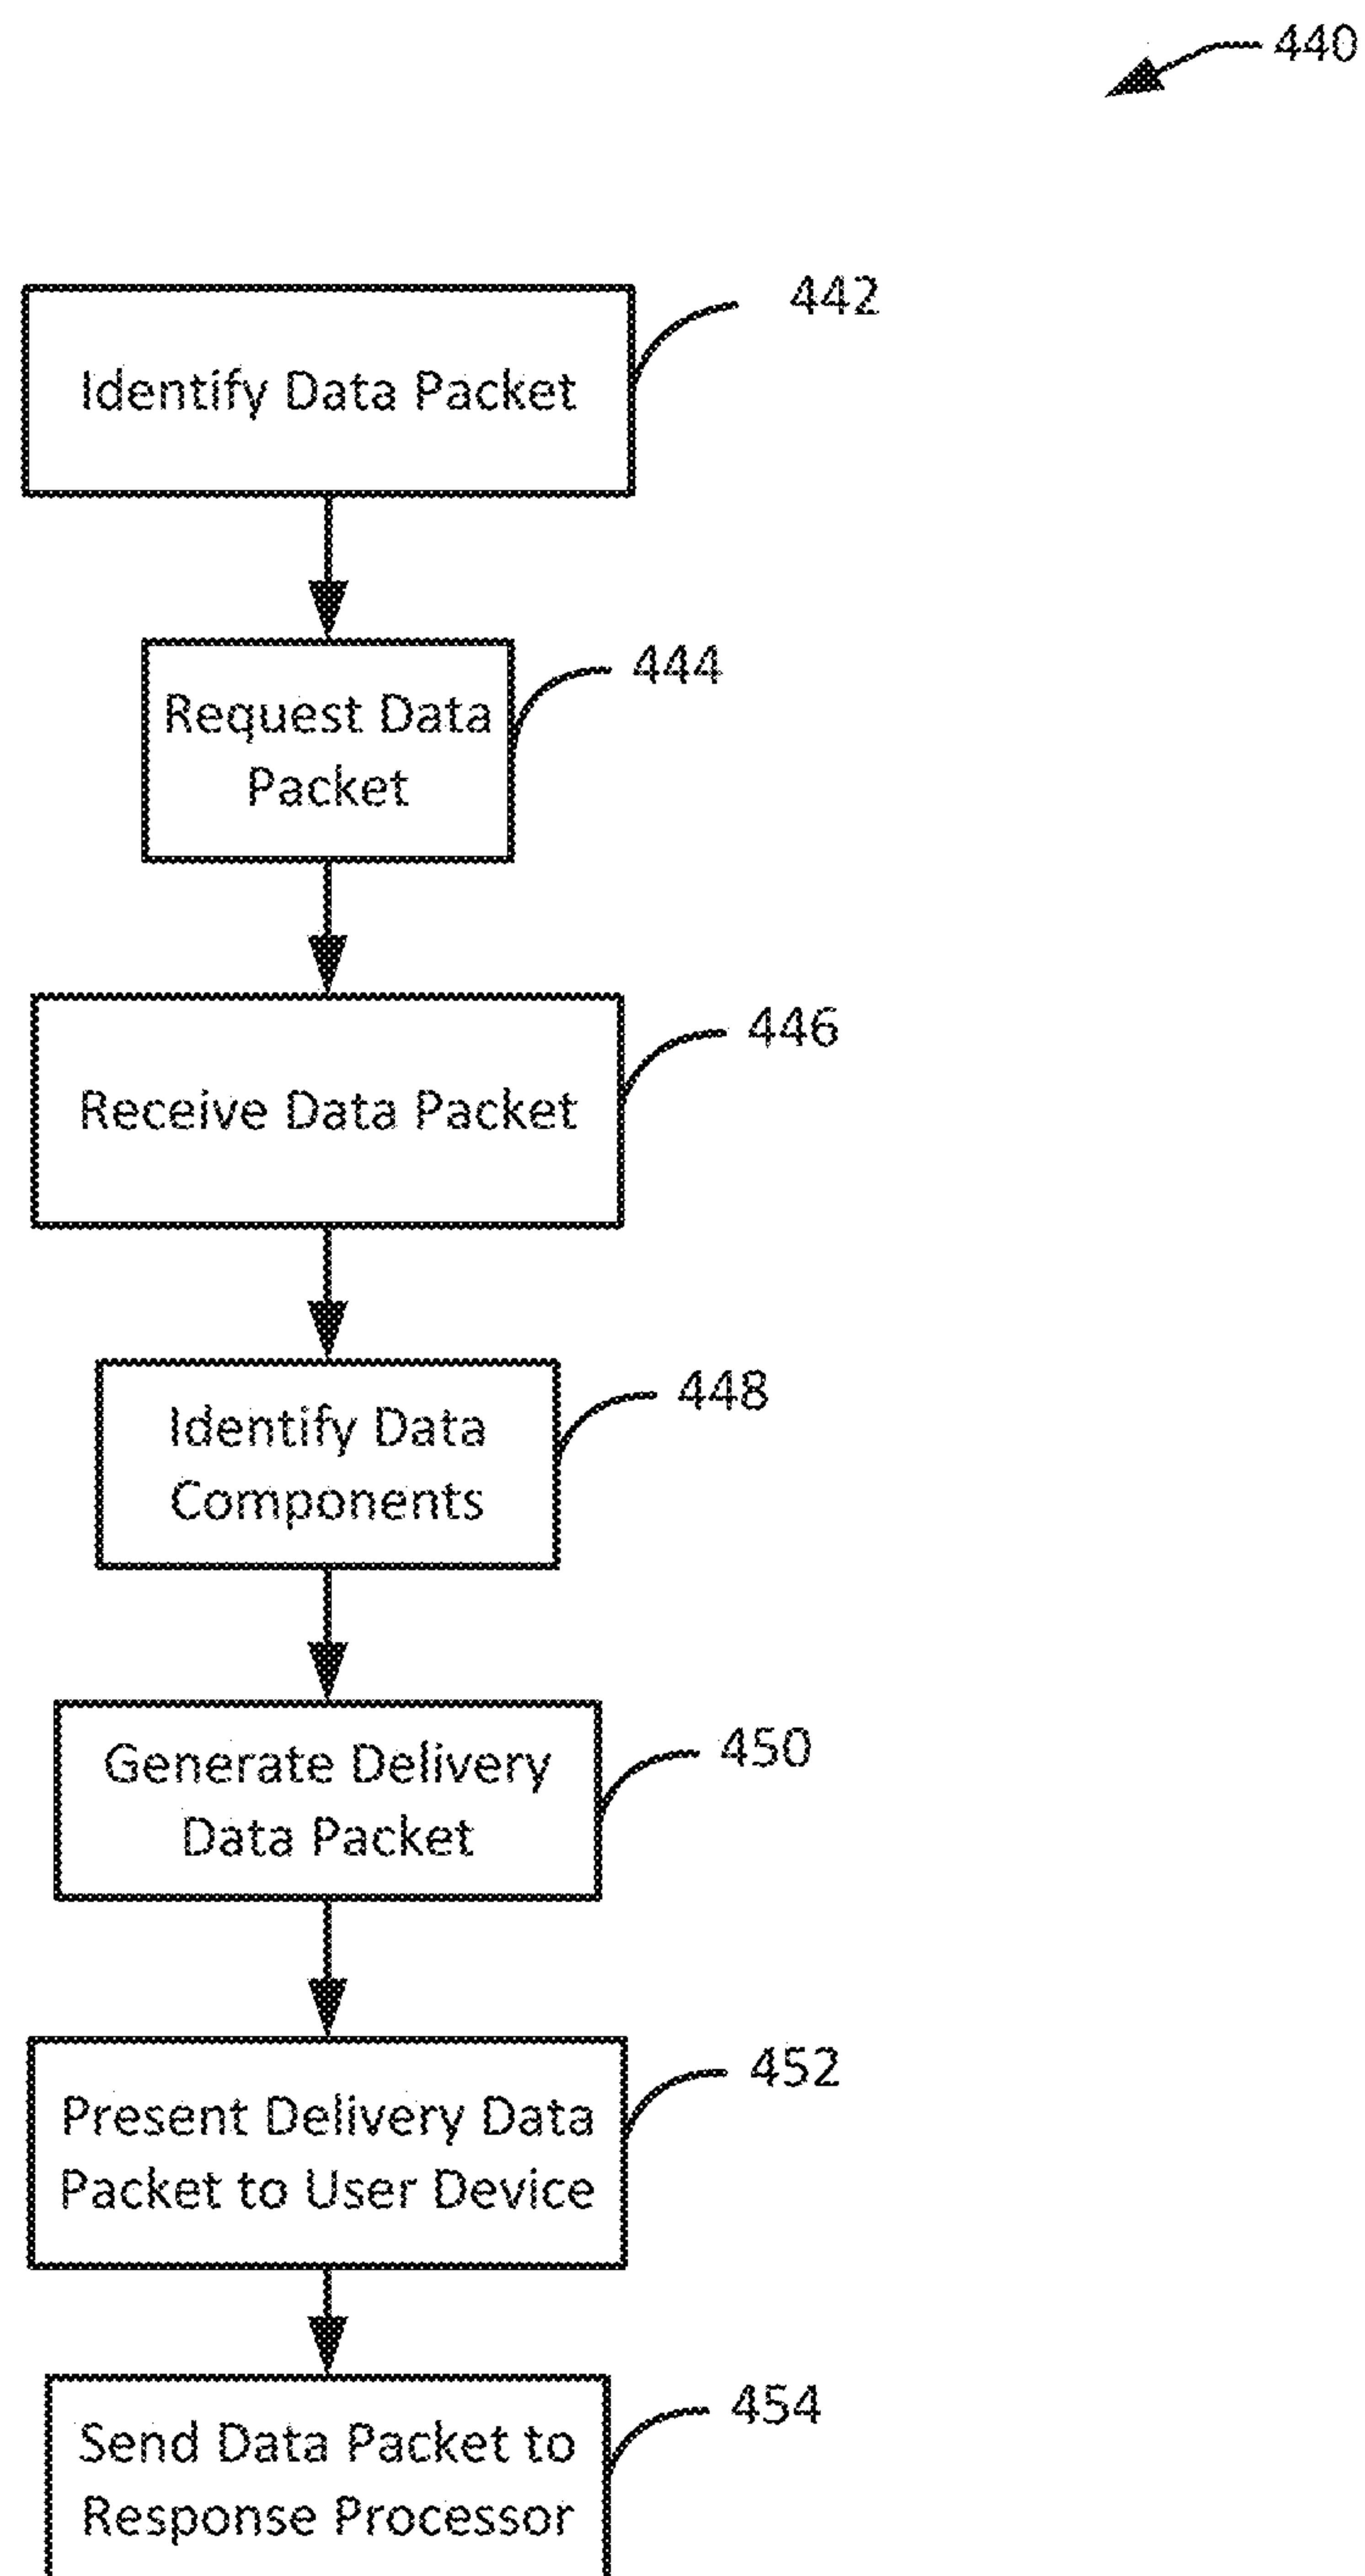 440
442
Identify Data Packet
444
Request Data
Packet
446
Receive Data Packet
448
Identify Data
Components
450
Generate Delivery
Data Packet
452
Present Delivery Data
Packet to User Device
454
Send Data Packet to
Response Processor